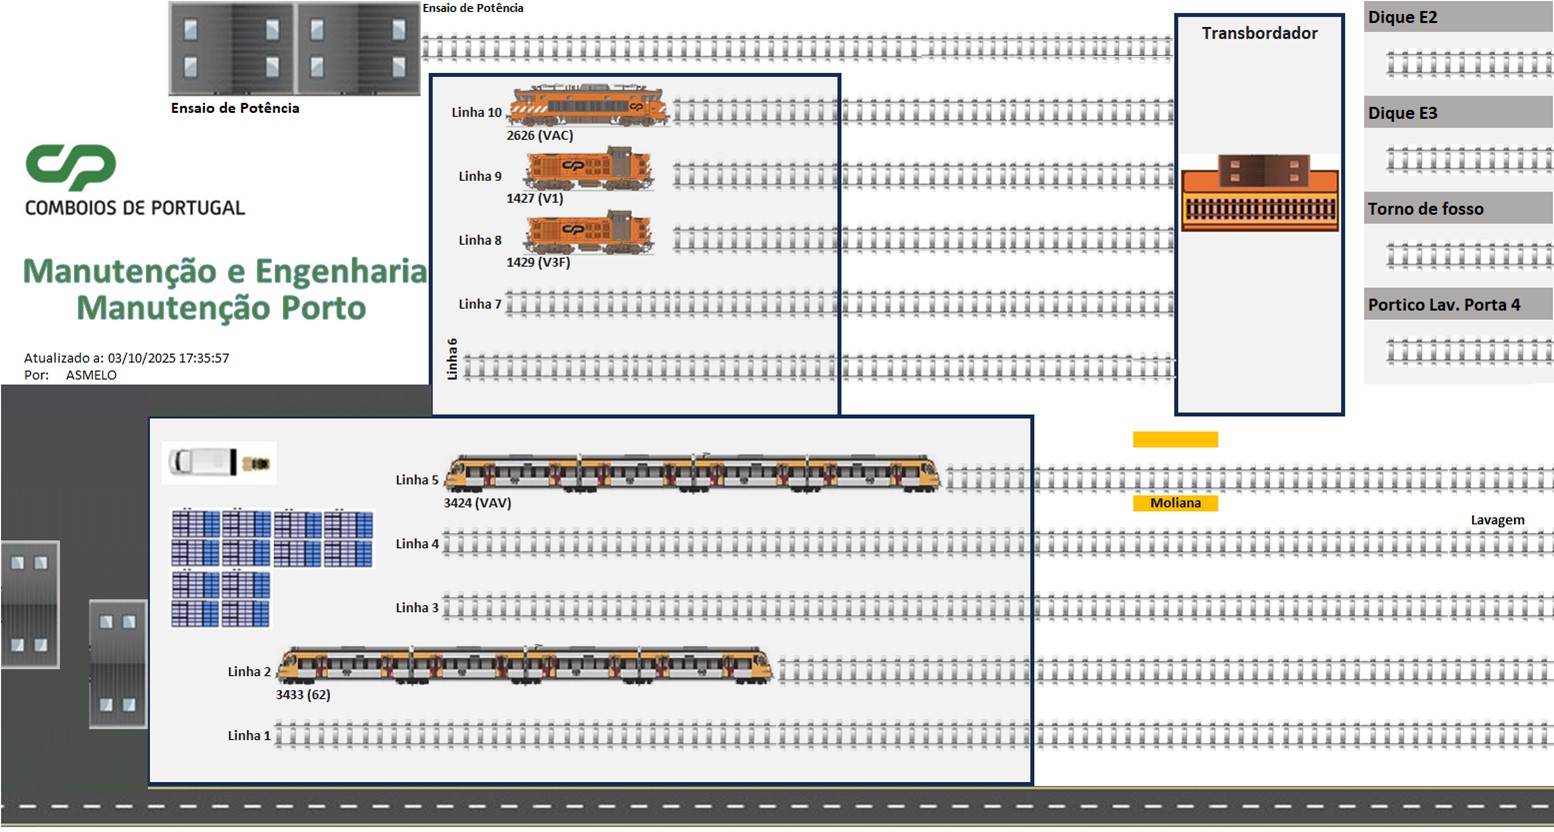 Ensaio de Potência
Ensaio de Potência
Transbordador
Dique E2
Dique E3
Torno de fosso
Portico Lav. Porta 4
CP
COMBOIOS DE PORTUGAL
Manutenção e Engenharia
Manutenção Porto
Atualizado a: 03/10/2025 17:35:57
Por: ASMELO
Linha 10
2626 (VAC)
Linha 9
1427 (V1)
Linha 8
1429 (V3F)
Linha 7
Linha 6
Linha 5
3424 (VAV)
Moliana
Lavagem
Linha 4
Linha 3
Linha 2
3433 (62)
Linha 1